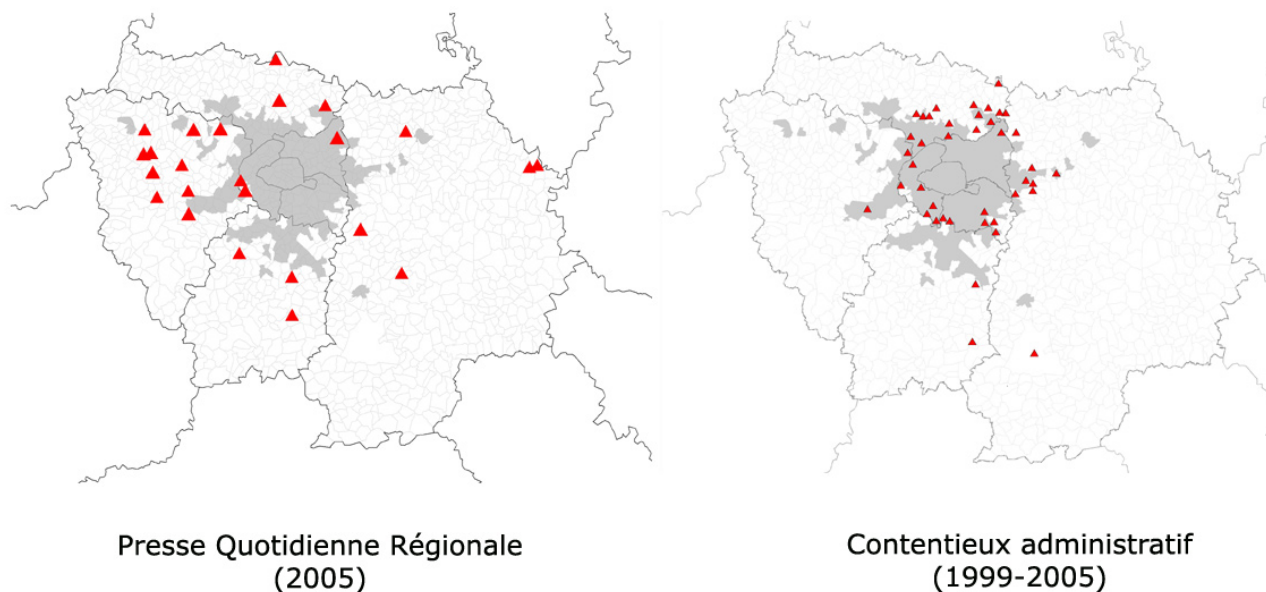 Presse Quotidienne Régionale
(2005)
Contentieux administratif
(1999-2005)